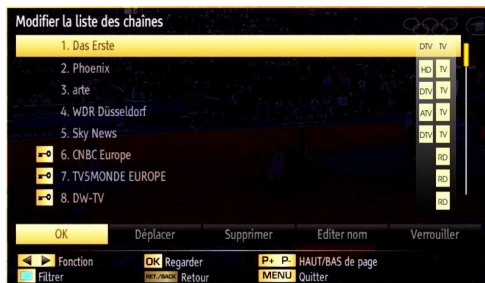 Modifier la liste des chaînes
1. Das Erste DTV TV
2. Phoenix HD TV
3. arte DTV TV
4. WDR Düsseldorf ATV TV
5. Sky News DTV TV
6. CNBC Europe RD
7. TV5MONDE EUROPE RD
8. DW-TV RD
OK Déplacer Supprimer Editer nom Verrouiller
Fonction OK Regarder P+ P- HAUT/BAS de page
Filtrer RET./BACK Retour MENU Quitter